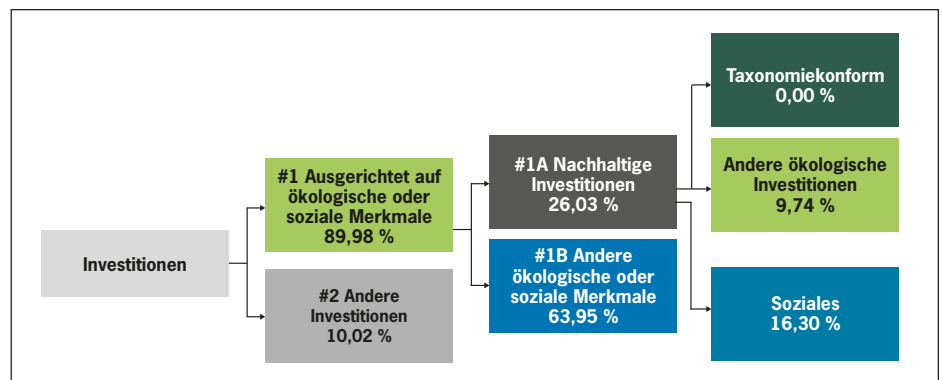 Investitionen
#1 Ausgerichtet auf
ökologische oder
soziale Merkmale
89,98 %
#2 Andere
Investitionen
10,02 %
#1A Nachhaltige
Investitionen
26,03 %
#1B Andere
ökologische oder
soziale Merkmale
63,95 %
Taxonomiekonform
0,00 %
Andere ökologische
Investitionen
9,74 %
Soziales
16,30 %